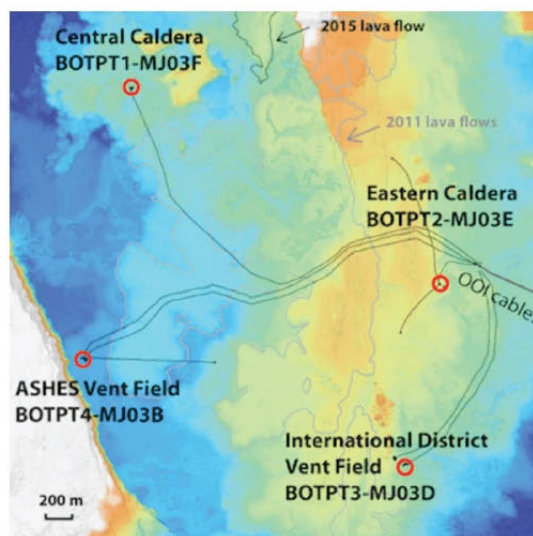 2015 lava flow
Central Caldera
BOTPT1-MJ03F
2011 lava flows
Eastern Caldera
BOTPT2-MJ03E
OOI cables
ASHES Vent Field
BOTPT4-MJ03B
International District
Vent Field
BOTPT3-MJ03D
200 m